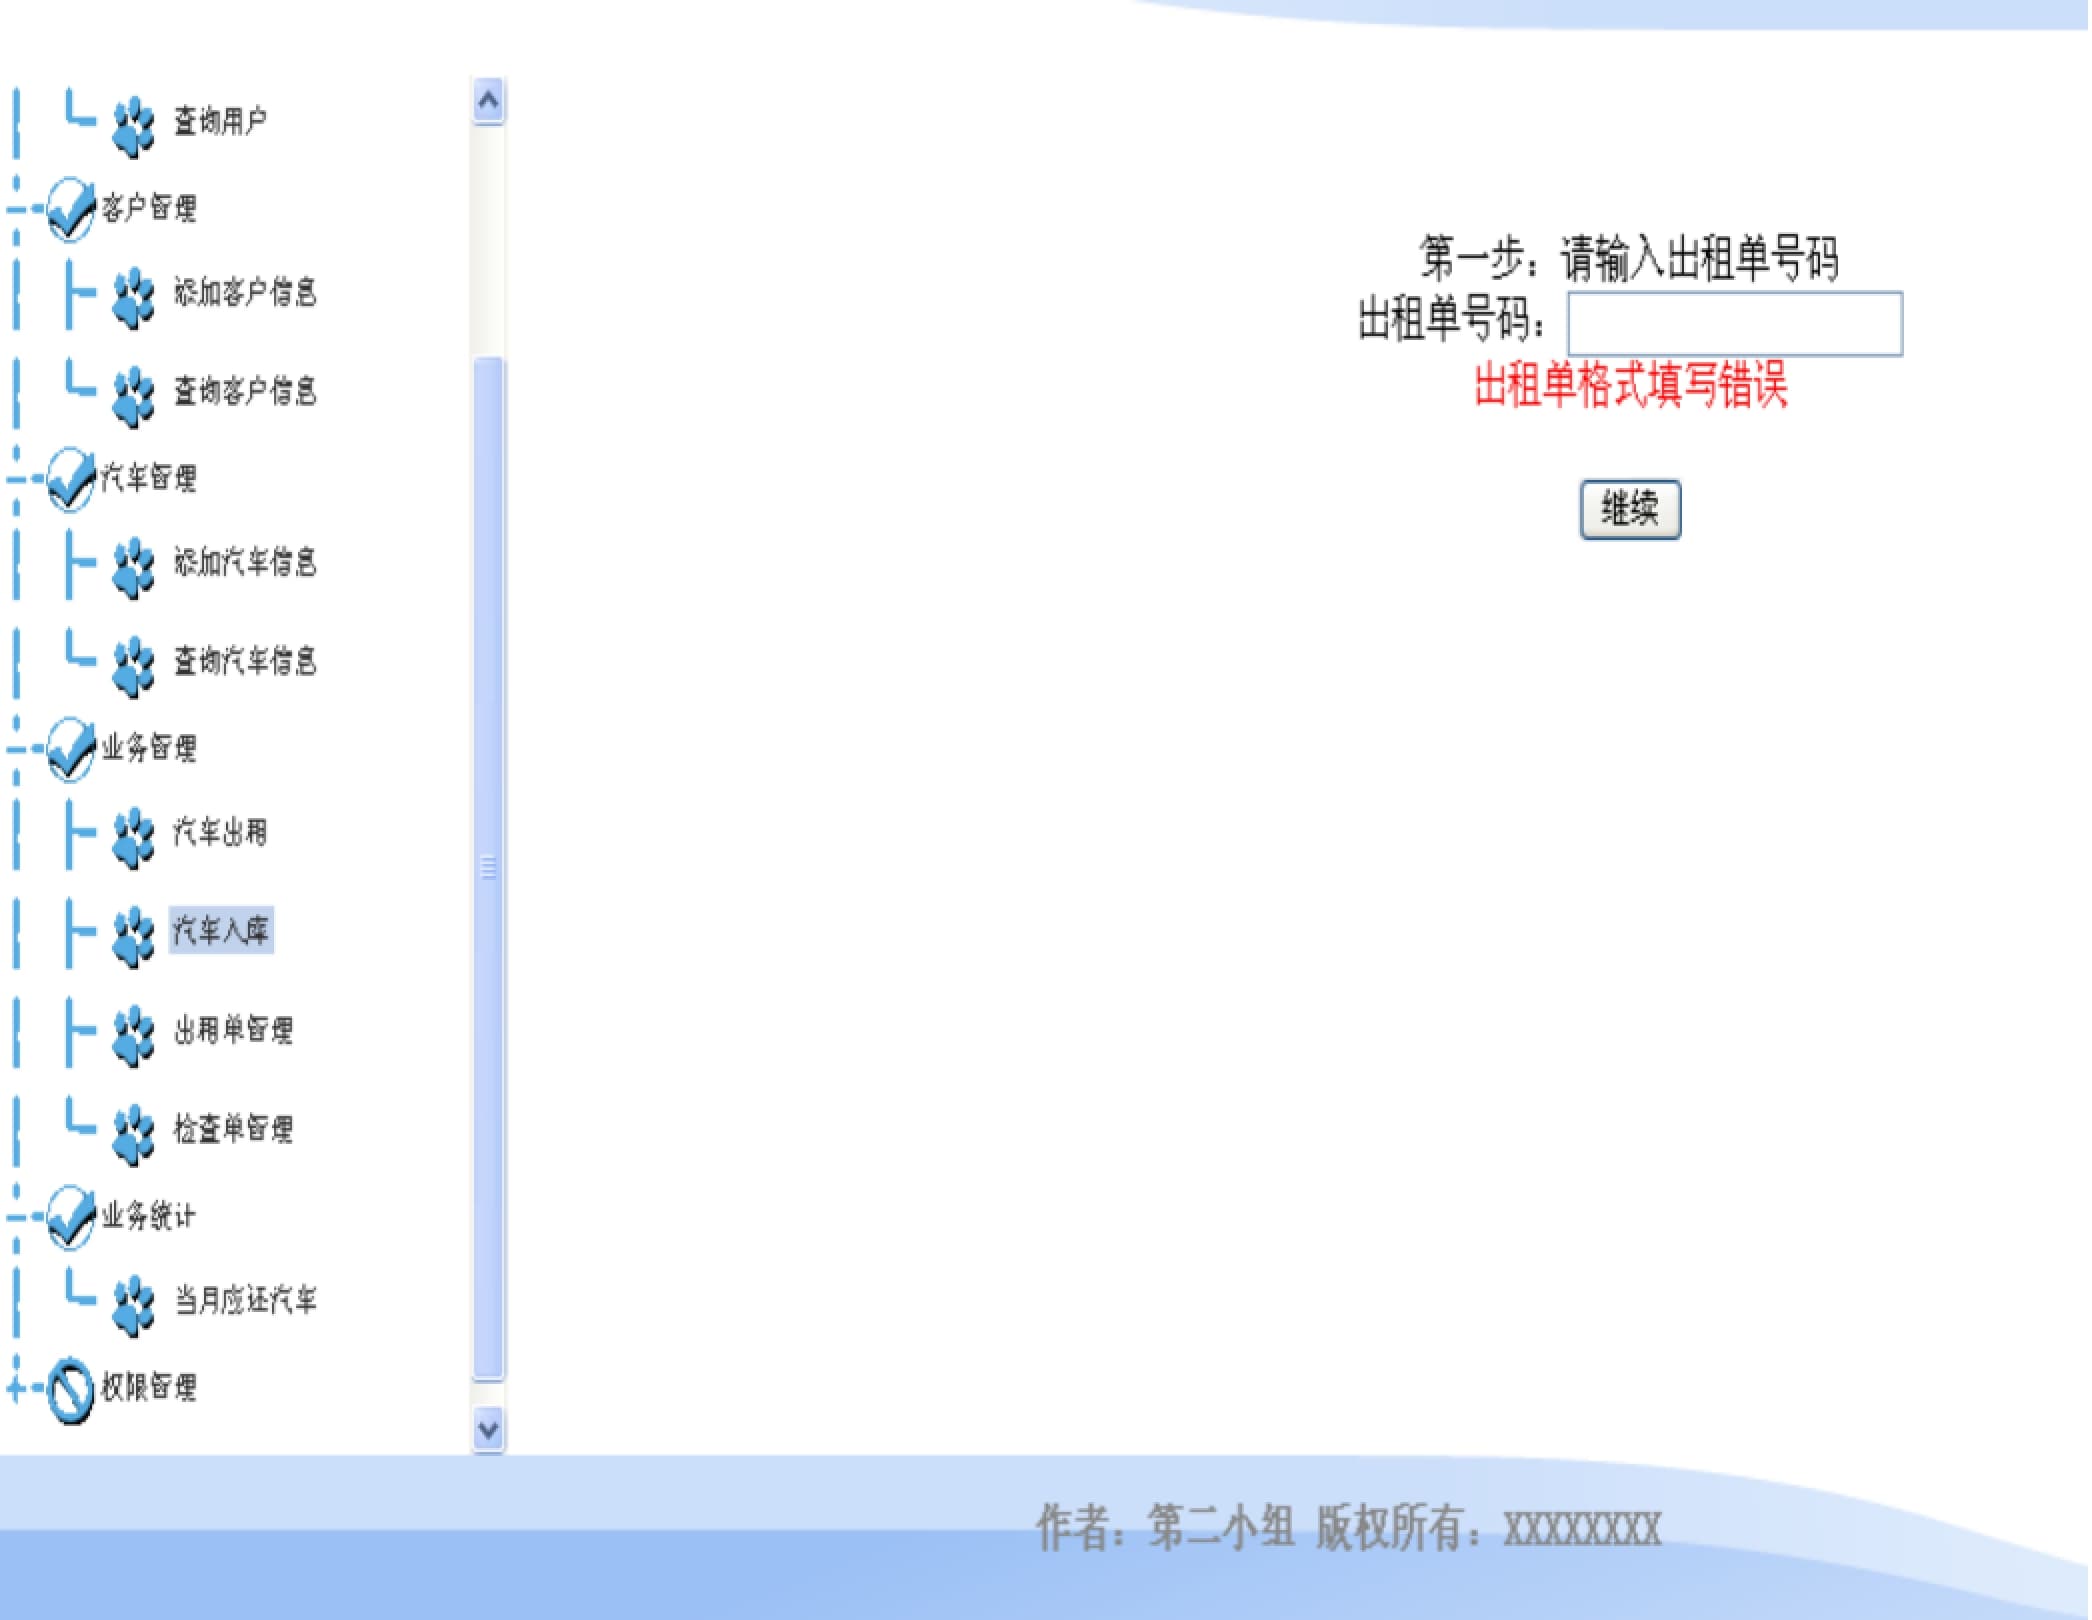 查询用户
客户管理
添加客户信息
查询客户信息
汽车管理
添加汽车信息
查询汽车信息
业务管理
汽车出租
汽车入库
出租单管理
检查单管理
业务统计
当月应还汽车
权限管理
第一步：请输入出租单号码
出租单号码：
出租单格式填写错误
继续
作者：第二小组 版权所有：XXXXXXXX